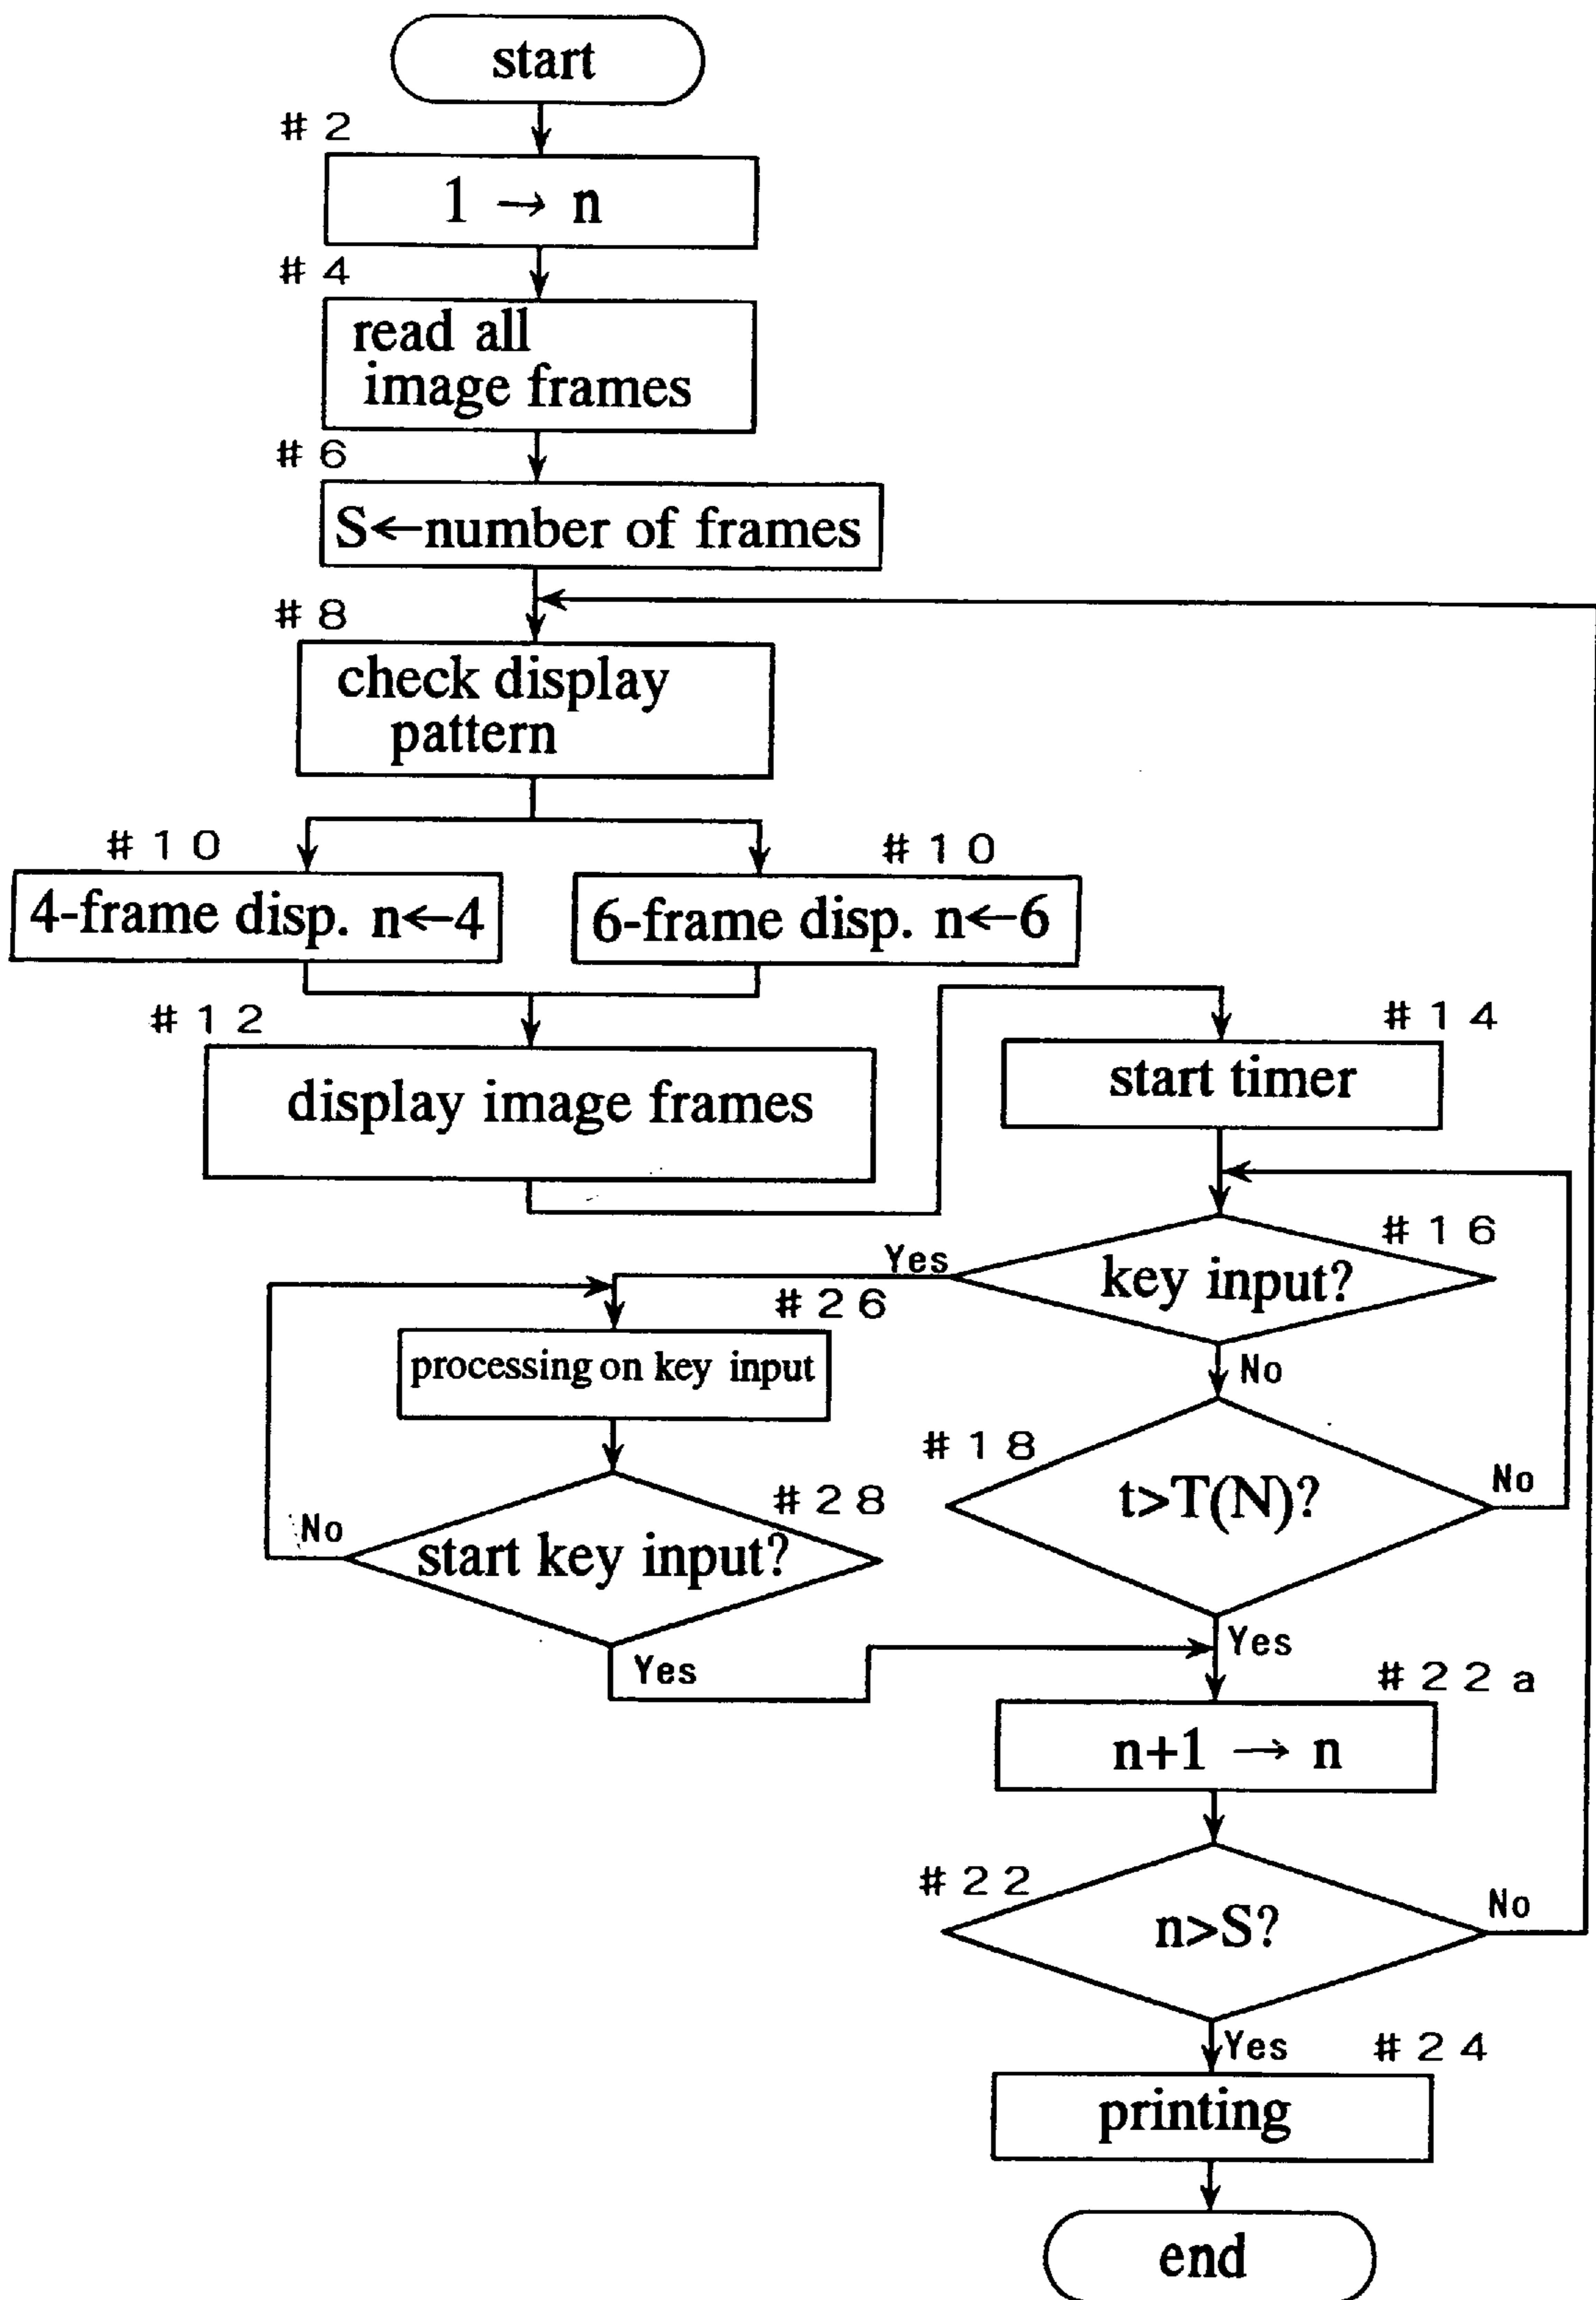 start
#2
1 → n
#4
read all
image frames
#6
S←number of frames
#8
check display
pattern
#10
4-frame disp. n←4
#10
6-frame disp. n←6
#12
display image frames
#14
start timer
#16
key input?
Yes
No
#26
processing on key input
#18
t>T(N)?
No
Yes
#28
start key input?
No
Yes
#22a
n+1 → n
#22
n>S?
No
Yes
#24
printing
end